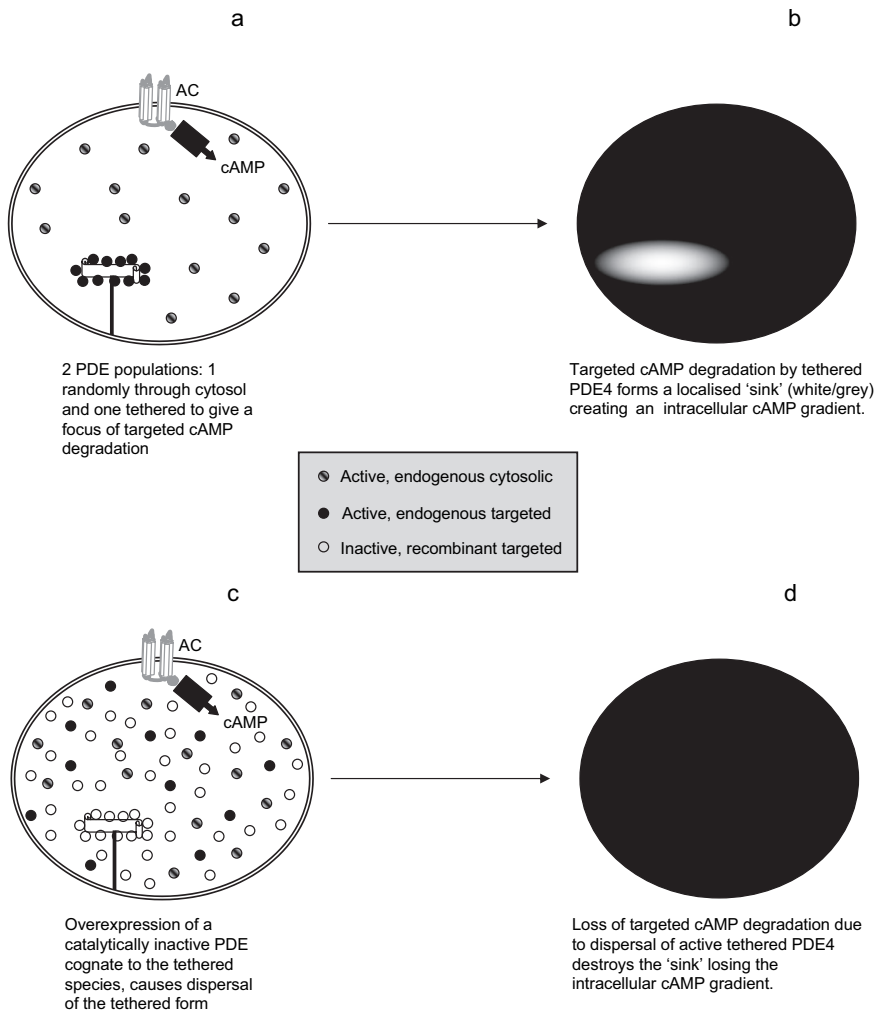 a
b
AC
cAMP
2 PDE populations: 1
randomly through cytosol
and one tethered to give a
focus of targeted cAMP
degradation
Targeted cAMP degradation by tethered
PDE4 forms a localised ‘sink’ (white/grey)
creating an intracellular cAMP gradient.
Active, endogenous cytosolic
Active, endogenous targeted
Inactive, recombinant targeted
c
d
AC
cAMP
Overexpression of a
catalytically inactive PDE
cognate to the tethered
species, causes dispersal
of the tethered form
Loss of targeted cAMP degradation due
to dispersal of active tethered PDE4
destroys the ‘sink’ losing the
intracellular cAMP gradient.